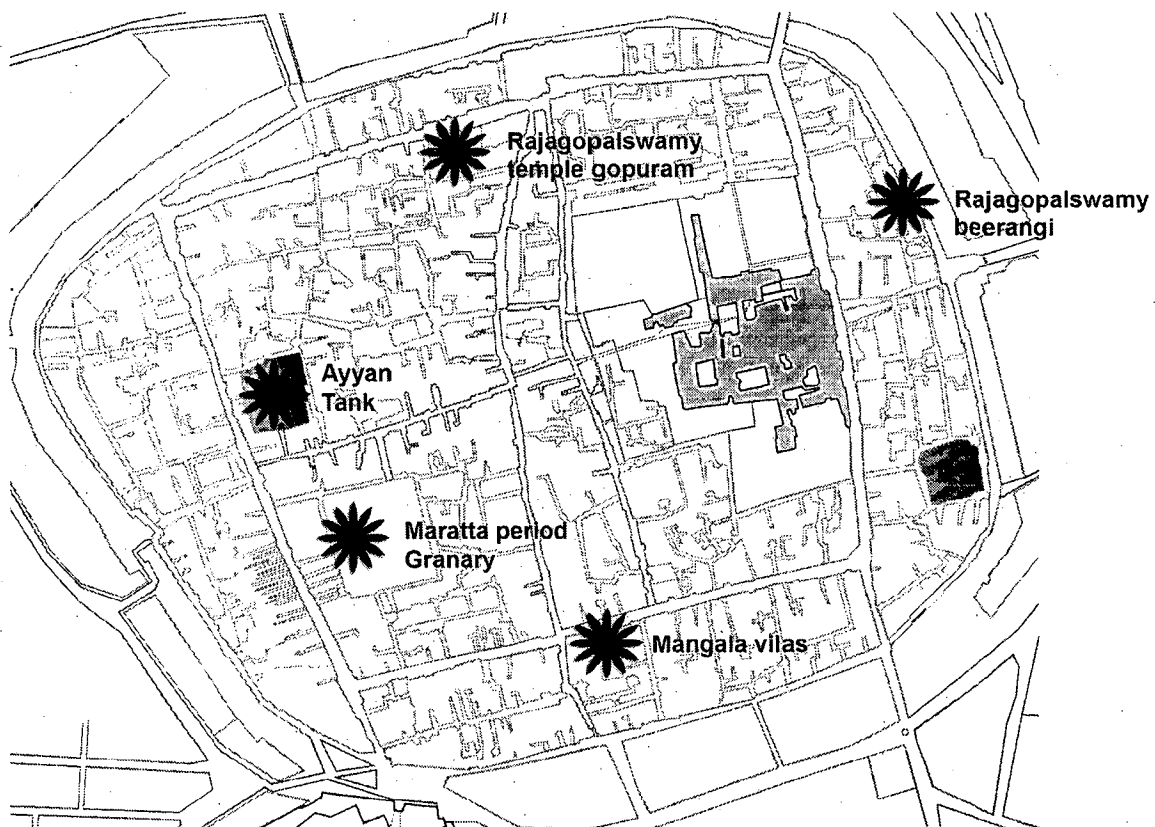 Rajagopalswamy
temple gopuram
Rajagopalswamy
beerangi
Ayyan
Tank
Maratta period
Granary
Mangala vilas